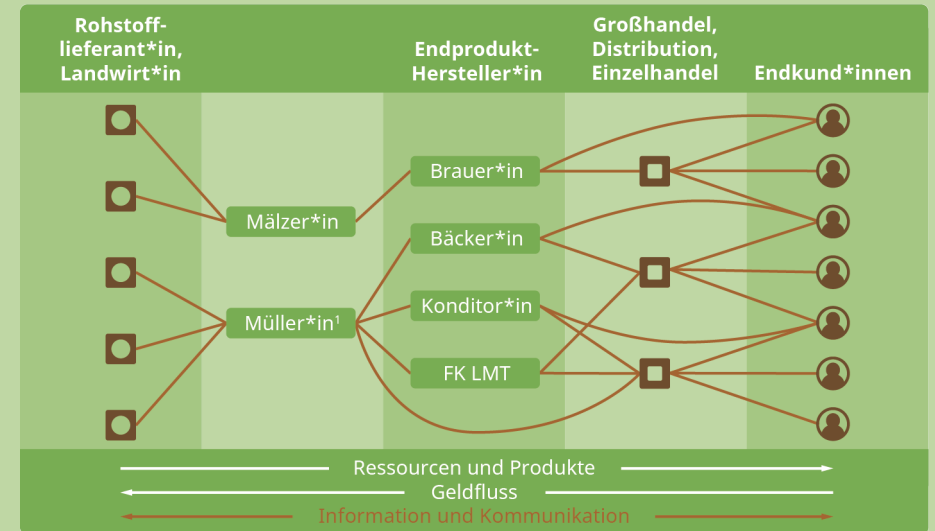 Rohstoff-
lieferant*in,
Landwirt*in
Endprodukt-
Hersteller*in
Großhandel,
Distribution,
Einzelhandel
Endkund*innen
Brauer*in
Mälzer*in
Bäcker*in
Konditor*in
Müller*in¹
FK LMT
Ressourcen und Produkte
Geldfluss
Information und Kommunikation